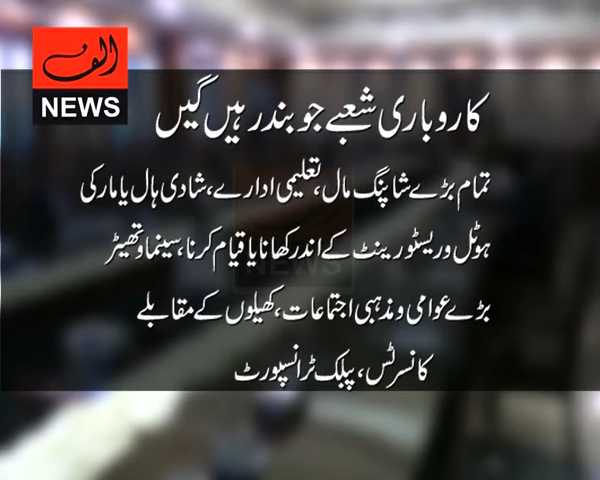 الف
NEWS
کاروباری شعبے جو بند رہیں گیں
تمام بڑے شاپنگ مال، تعلیمی ادارے، شادی ہال یا مارکی
ہوٹل و ریسٹورینٹ کے اندر کھانا یا قیام کرنا، سینما و تھیٹر
بڑے عوامی و مذہبی اجتماعات، کھیلوں کے مقابلے
کانسرٹس، پبلک ٹرانسپورٹ